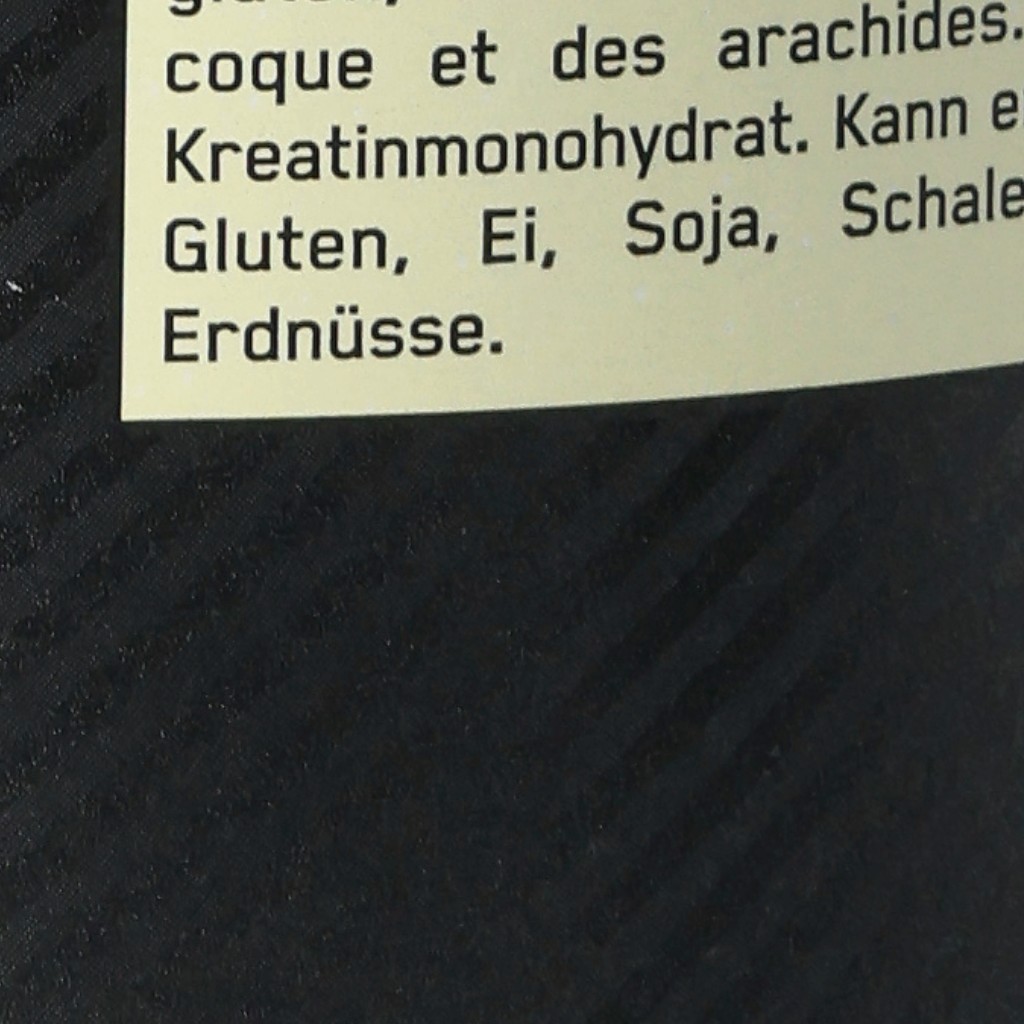 coque et des arachides.
Kreatinmonohydrat. Kann
Gluten, Ei, Soja,
Erdnüsse.